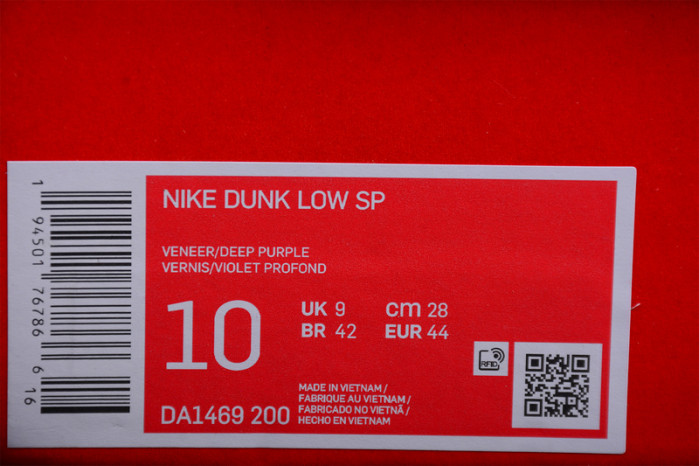 NIKE DUNK LOW SP
VENEER/DEEP PURPLE
VERNIS/VIOLET PROFOND
10
UK 9
cm 28
BR 42
EUR 44
DA1469 200
MADE IN VIETNAM /
FABRIQUE AU VIETNAM /
FABRICADO NO VIETNÃ /
HECHO EN VIETNAM
RFID
1 94501 76786 6 16